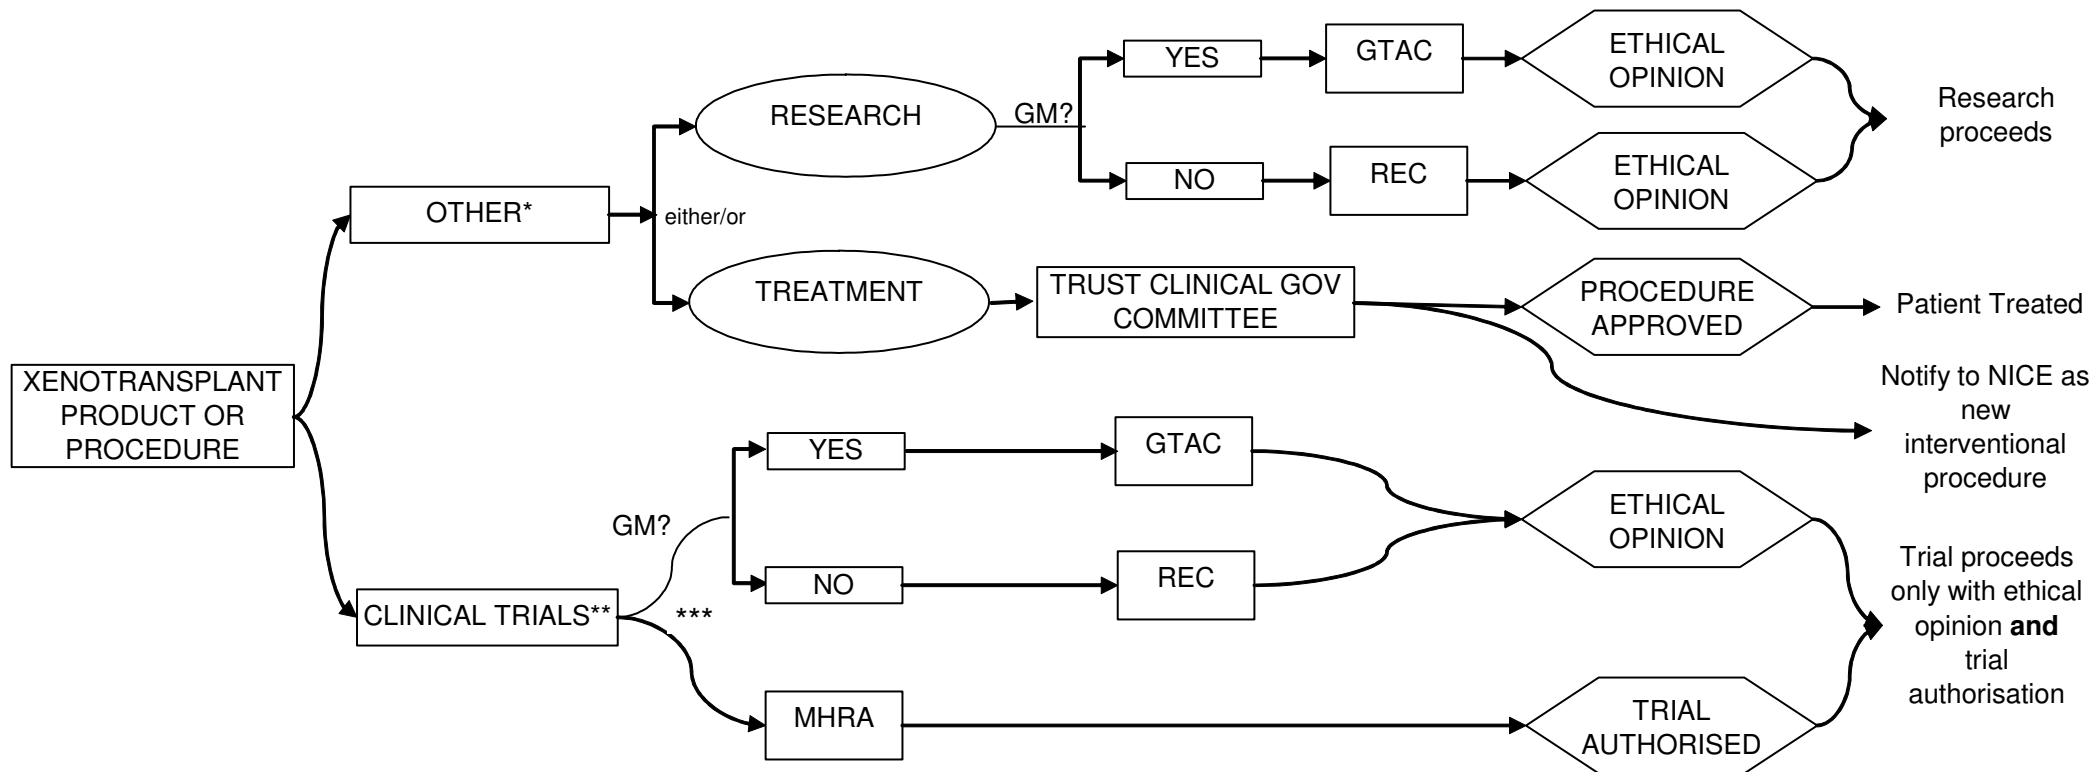 XENOTRANSPLANT
PRODUCT OR
PROCEDURE
OTHER*
either/or
RESEARCH
GM?
YES
GTAC
ETHICAL
OPINION
NO
REC
ETHICAL
OPINION
Research
proceeds
TREATMENT
TRUST CLINICAL GOV
COMMITTEE
PROCEDURE
APPROVED
Patient Treated
Notify to NICE as
new
interventional
procedure
CLINICAL TRIALS**
GM?
***
YES
GTAC
NO
REC
ETHICAL
OPINION
MHRA
TRIAL
AUTHORISED
Trial proceeds
only with ethical
opinion and
trial
authorisation